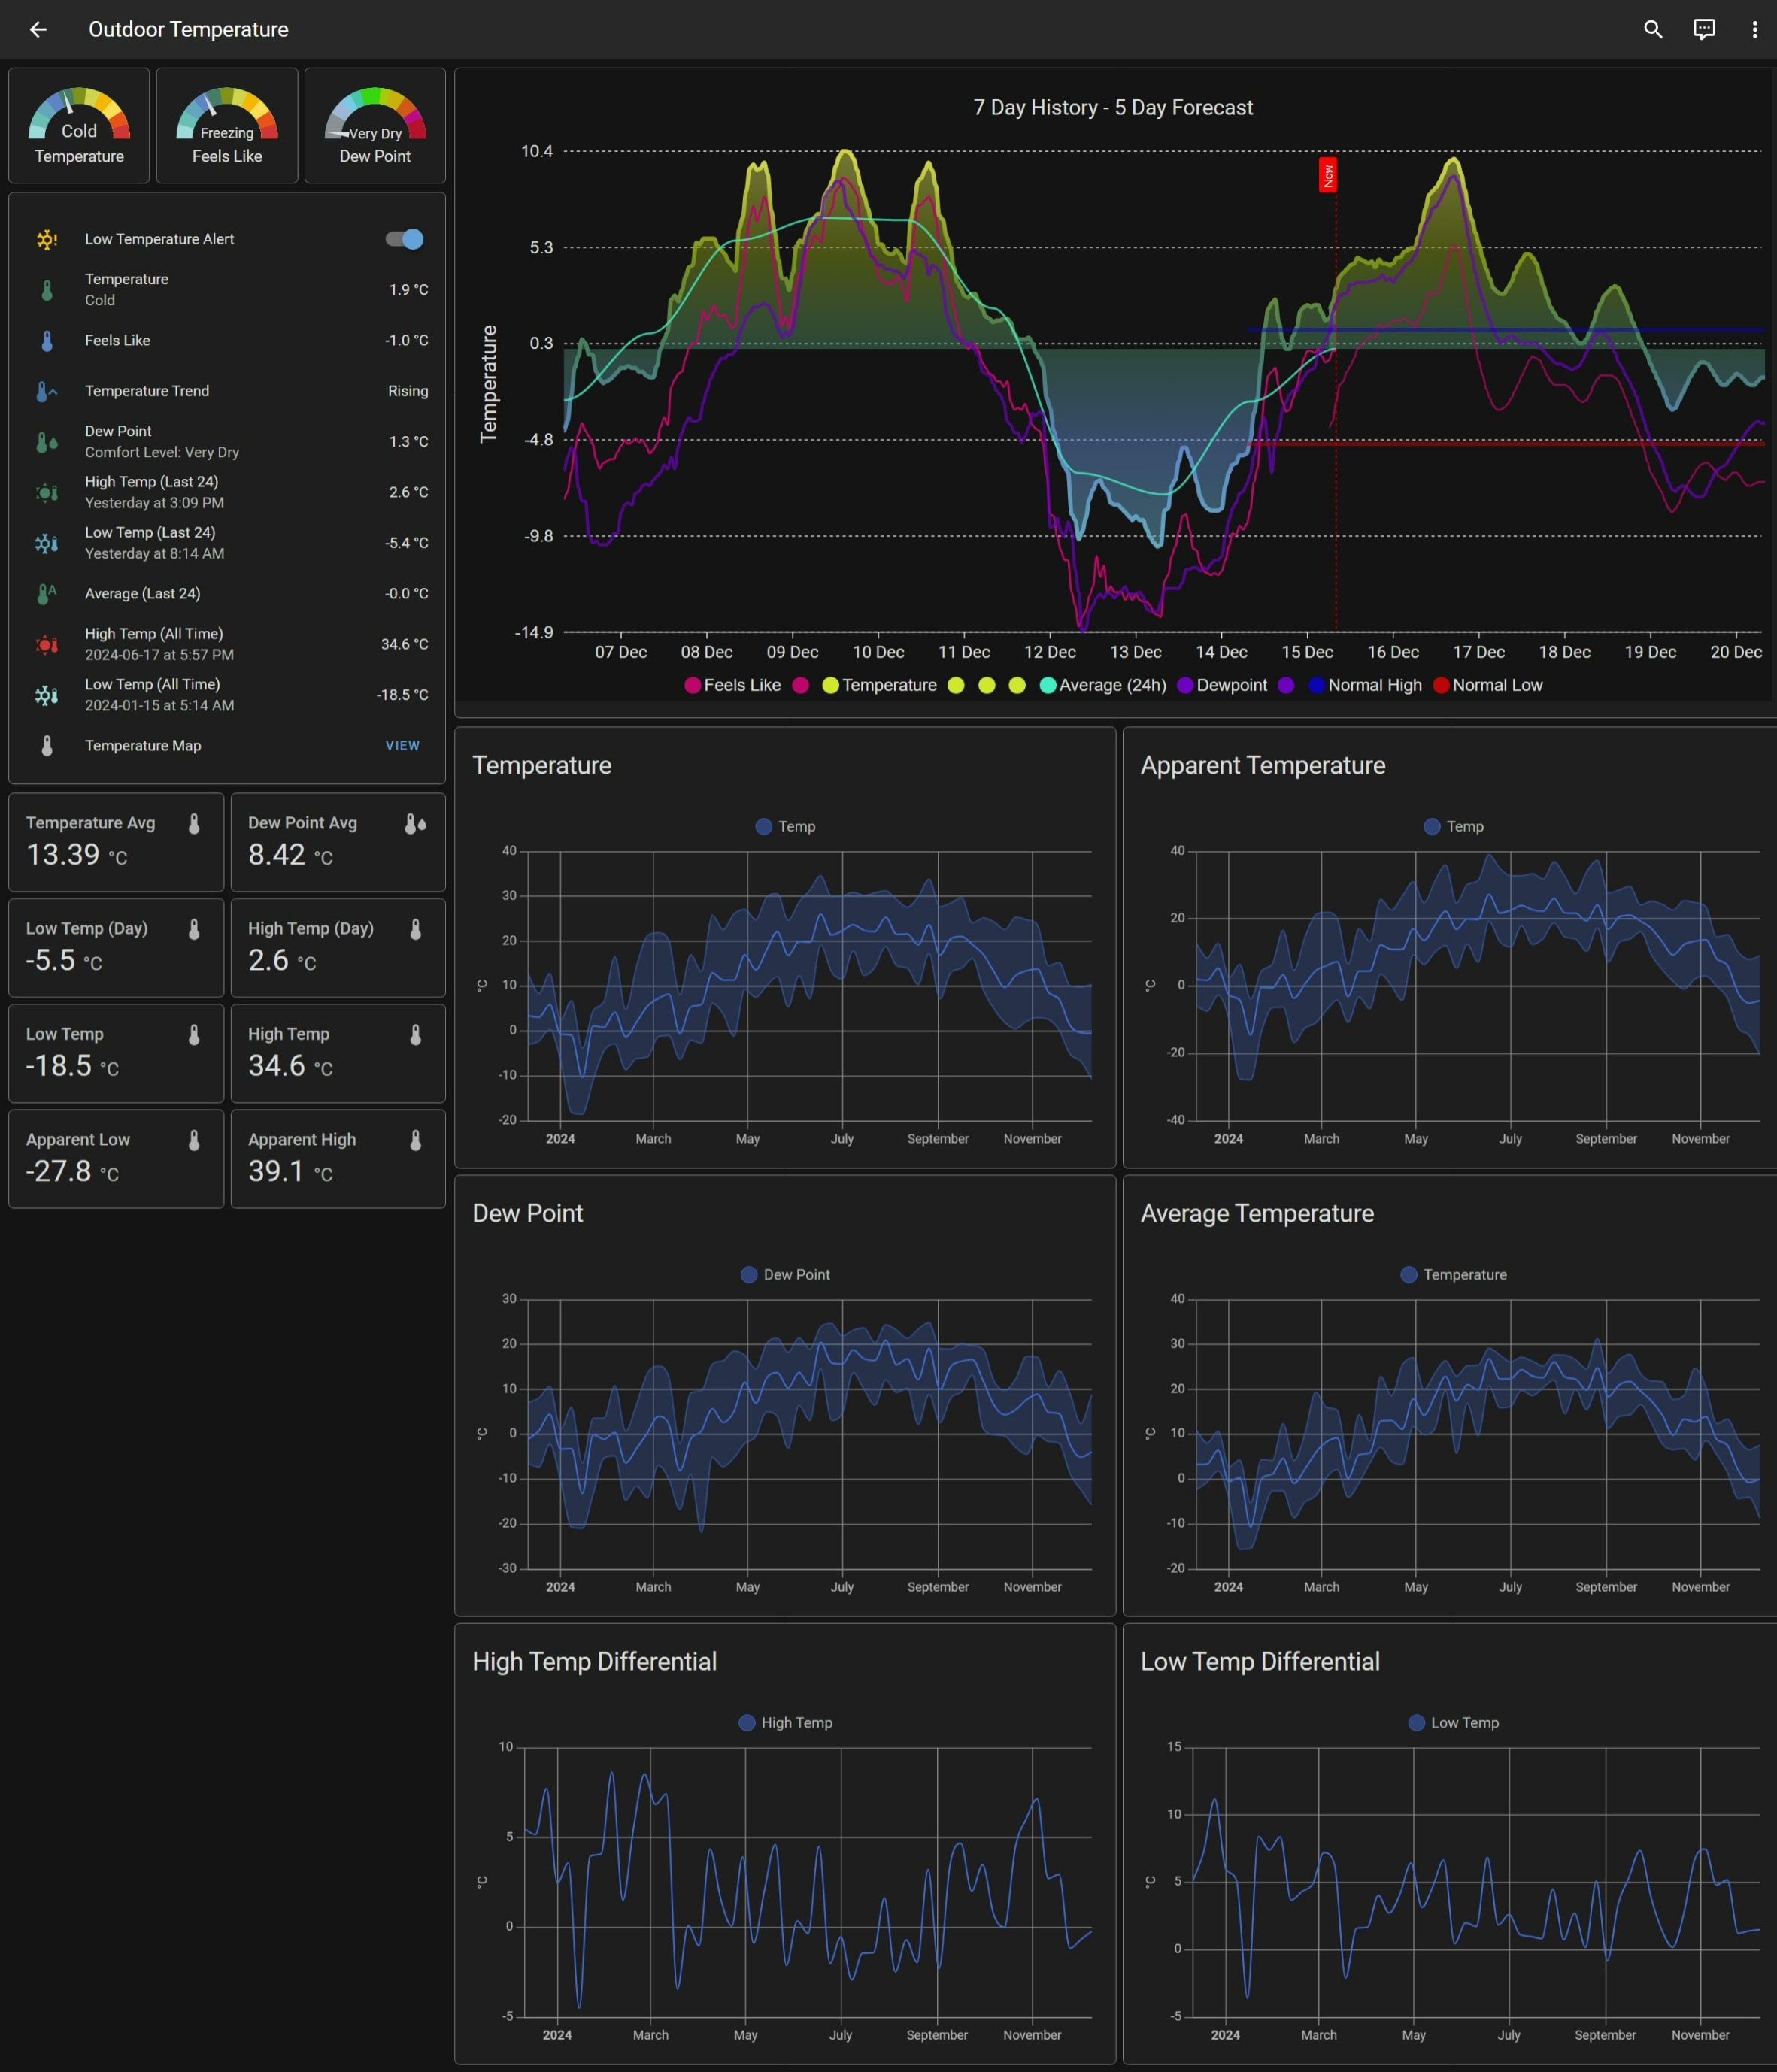 Outdoor Temperature
Cold
Temperature
Freezing
Feels Like
Very Dry
Dew Point
Low Temperature Alert
Temperature
Cold
1.9 °C
Feels Like
-1.0 °C
Temperature Trend
Rising
Dew Point
Comfort Level: Very Dry
1.3 °C
High Temp (Last 24)
Yesterday at 3:09 PM
2.6 °C
Low Temp (Last 24)
Yesterday at 8:14 AM
-5.4 °C
Average (Last 24)
-0.0 °C
High Temp (All Time)
2024-06-17 at 5:57 PM
34.6 °C
Low Temp (All Time)
2024-01-15 at 5:14 AM
-18.5 °C
Temperature Map
VIEW
Temperature Avg
13.39 °C
Dew Point Avg
8.42 °C
Low Temp (Day)
-5.5 °C
High Temp (Day)
2.6 °C
Low Temp
-18.5 °C
High Temp
34.6 °C
Apparent Low
-27.8 °C
Apparent High
39.1 °C
7 Day History - 5 Day Forecast
Temperature
10.4
5.3
0.3
-4.8
-9.8
-14.9
Now
07 Dec 08 Dec 09 Dec 10 Dec 11 Dec 12 Dec 13 Dec 14 Dec 15 Dec 16 Dec 17 Dec 18 Dec 19 Dec 20 Dec
Feels Like Temperature Average (24h) Dewpoint Normal High Normal Low
Temperature
Temp
°C
40
30
20
10
0
-10
-20
2024 March May July September November
Apparent Temperature
Temp
°C
40
20
0
-20
-40
2024 March May July September November
Dew Point
Dew Point
°C
30
20
10
0
-10
-20
-30
2024 March May July September November
Average Temperature
Temperature
°C
40
30
20
10
0
-10
-20
2024 March May July September November
High Temp Differential
High Temp
°C
10
5
0
-5
2024 March May July September November
Low Temp Differential
Low Temp
°C
15
10
5
0
-5
2024 March May July September November